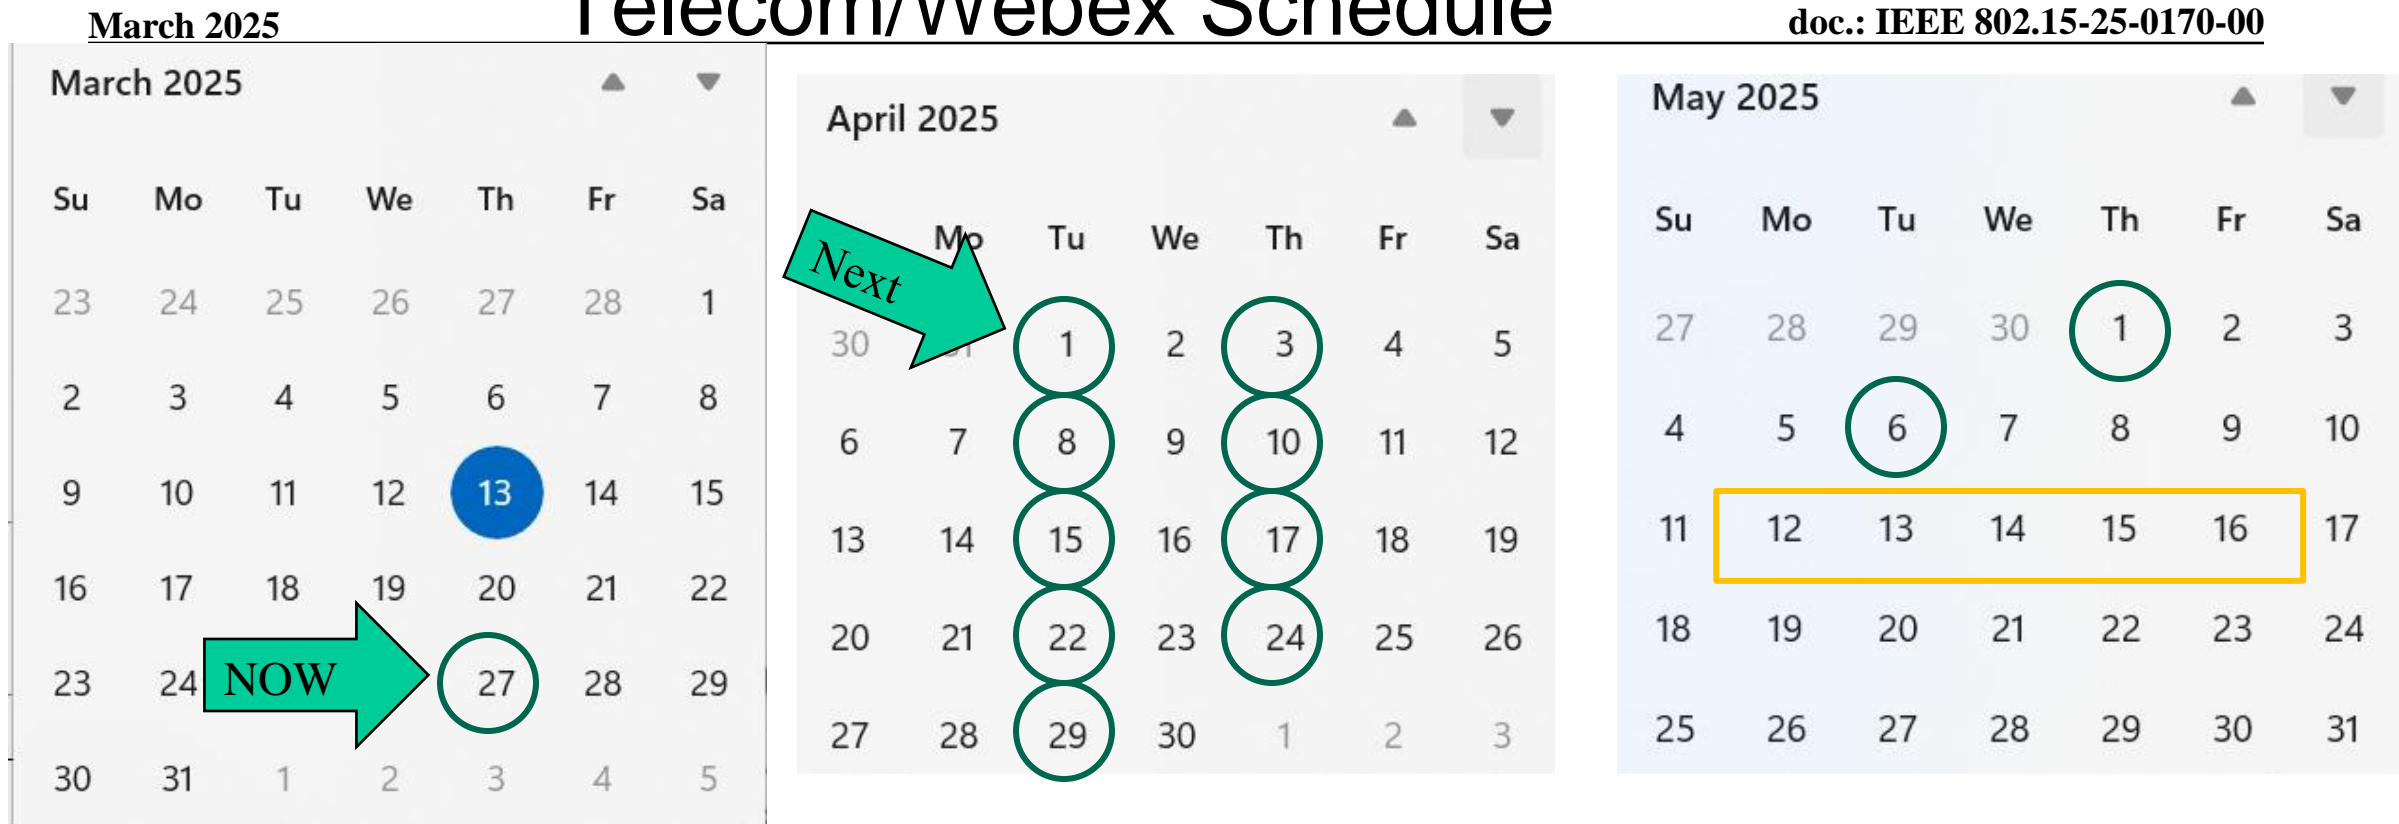 March 2025
Telecom/Webex Schedule
doc.: IEEE 802.15-25-0170-00
March 2025
Su Mo Tu We Th Fr Sa
23 24 25 26 27 28 1
2 3 4 5 6 7 8
9 10 11 12 13 14 15
16 17 18 19 20 21 22
23 24 NOW 27 28 29
30 31 1 2 3 4 5
April 2025
Mo Tu We Th Fr Sa
Next
30 31 1 2 3 4 5
6 7 8 9 10 11 12
13 14 15 16 17 18 19
20 21 22 23 24 25 26
27 28 29 30 1 2 3
May 2025
Su Mo Tu We Th Fr Sa
27 28 29 30 1 2 3
4 5 6 7 8 9 10
11 12 13 14 15 16 17
18 19 20 21 22 23 24
25 26 27 28 29 30 31